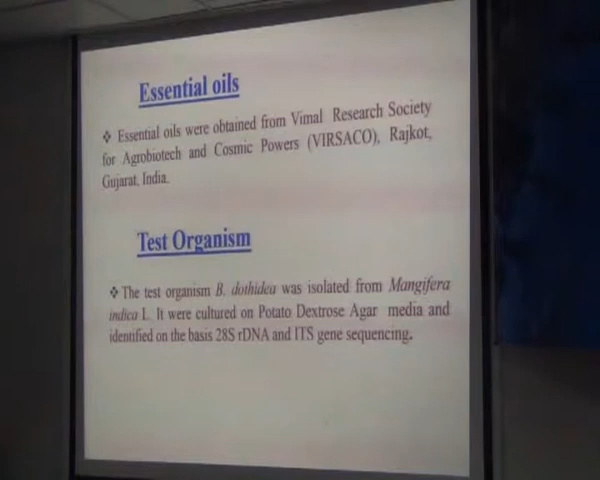 Essential oils
❖ Essential oils were obtained from Vimal Research Society
for Agrobiotech and Cosmic Powers (VIRSACO), Rajkot,
Gujarat, India.
Test Organism
❖ The test organism B. dothidea was isolated from Mangifera
indica L. It were cultured on Potato Dextrose Agar media and
identified on the basis 28S rDNA and ITS gene sequencing.